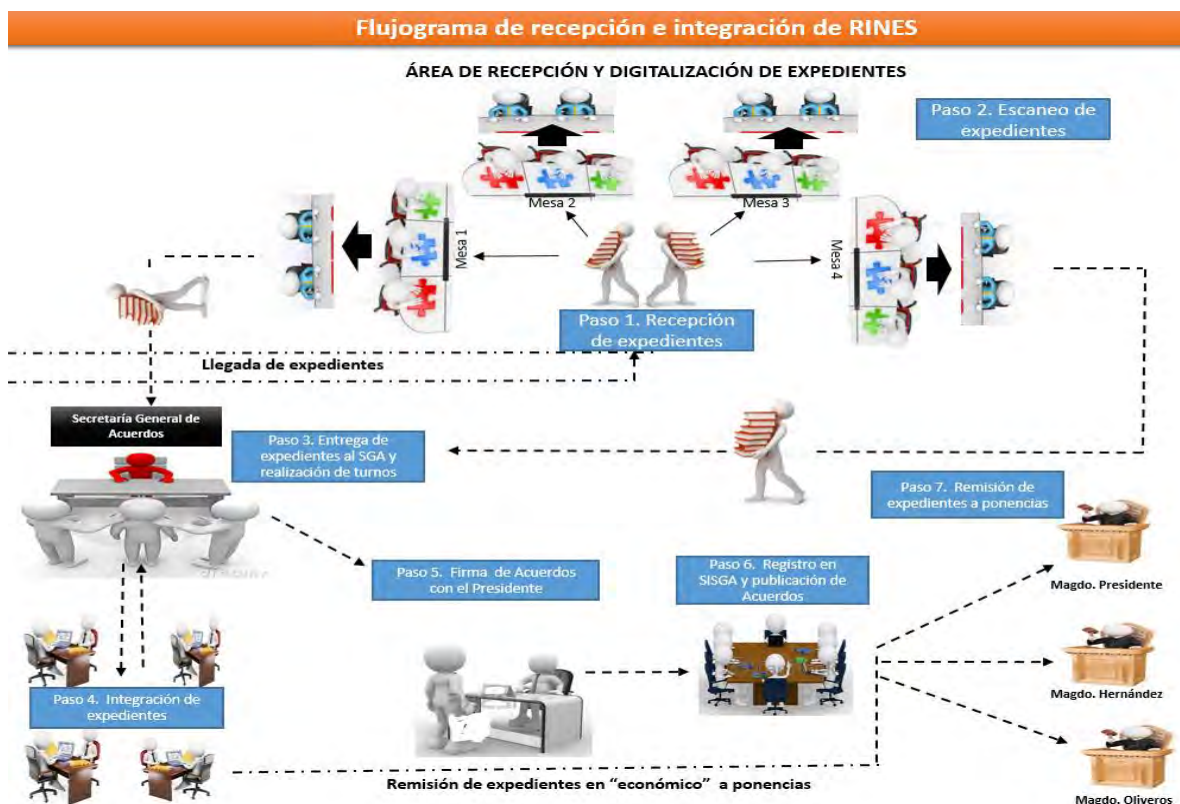 Flujograma de recepción e integración de RINES
ÁREA DE RECEPCIÓN Y DIGITALIZACIÓN DE EXPEDIENTES
Paso 2. Escaneo de
expedientes
Mesa 2
Mesa 3
Mesa 1
Mesa 4
Paso 1. Recepción
de expedientes
Llegada de expedientes
Secretaría General de
Acuerdos
Paso 3. Entrega de
expedientes al SGA y
realización de turnos
Paso 7. Remisión de
expedientes a ponencias
Paso 5. Firma de Acuerdos
con el Presidente
Paso 6. Registro en
SISGA y publicación de
Acuerdos
Magdo. Presidente
Paso 4. Integración de
expedientes
Magdo. Hernández
Remisión de expedientes en “económico” a ponencias
Magdo. Oliveros